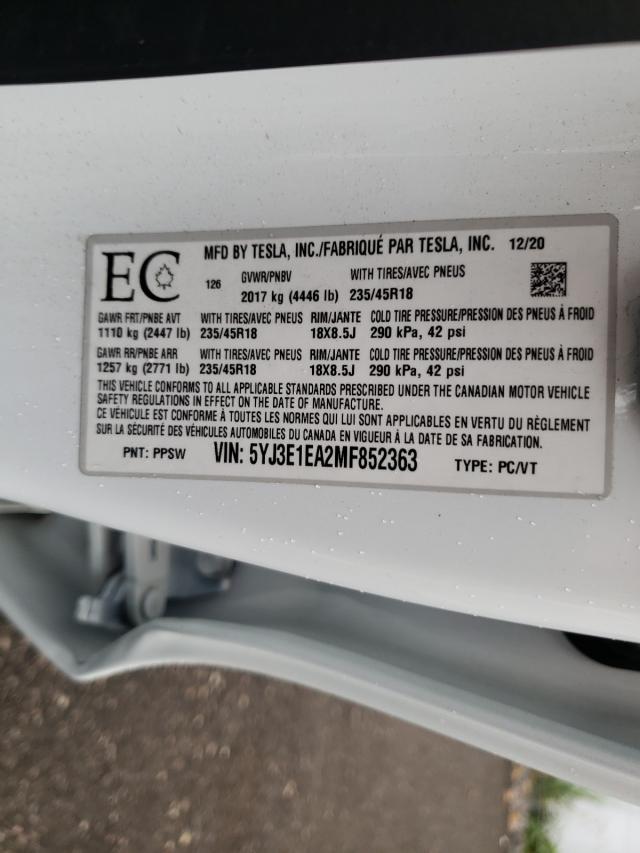 EC
MFD BY TESLA, INC./FABRIQUÉ PAR TESLA, INC. 12/20
126 GVWR/PNBV WITH TIRES/AVEC PNEUS
2017 kg (4446 lb) 235/45R18
GAWR FRT/PNBE AVT WITH TIRES/AVEC PNEUS RIM/JANTE COLD TIRE PRESSURE/PRESSION DES PNEUS À FROID
1110 kg (2447 lb) 235/45R18 18X8.5J 290 kPa, 42 psi
GAWR RR/PNBE ARR WITH TIRES/AVEC PNEUS RIM/JANTE COLD TIRE PRESSURE/PRESSION DES PNEUS À FROID
1257 kg (2771 lb) 235/45R18 18X8.5J 290 kPa, 42 psi
THIS VEHICLE CONFORMS TO ALL APPLICABLE STANDARDS PRESCRIBED UNDER THE CANADIAN MOTOR VEHICLE
SAFETY REGULATIONS IN EFFECT ON THE DATE OF MANUFACTURE.
CE VÉHICULE EST CONFORME À TOUTES LES NORMES QUI LUI SONT APPLICABLES EN VERTU DU RÈGLEMENT
SUR LA SÉCURITÉ DES VÉHICULES AUTOMOBILES DU CANADA EN VIGUEUR À LA DATE DE SA FABRICATION.
PNT: PPSW VIN: 5YJ3E1EA2MF852363 TYPE: PC/VT